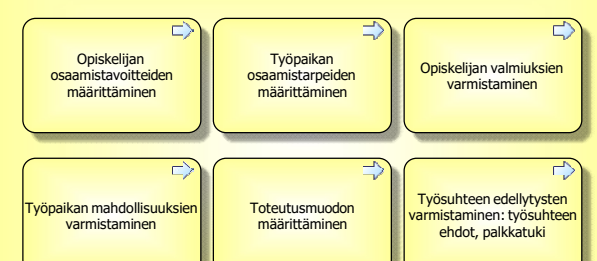 Opiskelijan
osaamistavoitteiden
määrittäminen
Työpaikan
osaamistarpeiden
määrittäminen
Opiskelijan valmiuksien
varmistaminen
Työpaikan mahdollisuuksien
varmistaminen
Toteutusmuodon
määrittäminen
Työsuhteen edellytysten
varmistaminen: työsuhteen
ehdot, palkkatuki